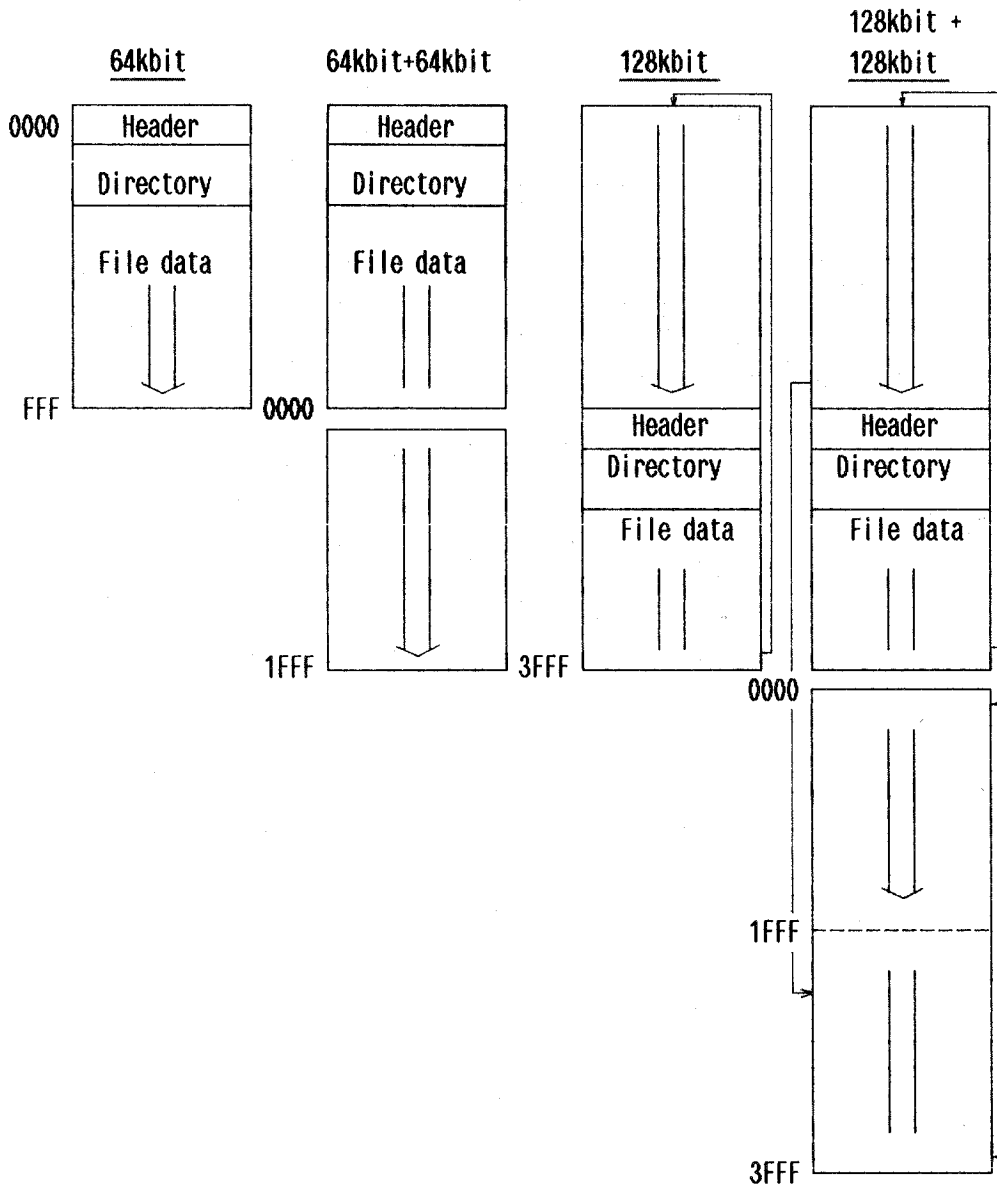 64kbit
0000
Header
Directory
File data
FFF
64kbit+64kbit
Header
Directory
File data
0000
1FFF
128kbit
Header
Directory
File data
3FFF
128kbit +
128kbit
Header
Directory
File data
0000
1FFF
3FFF